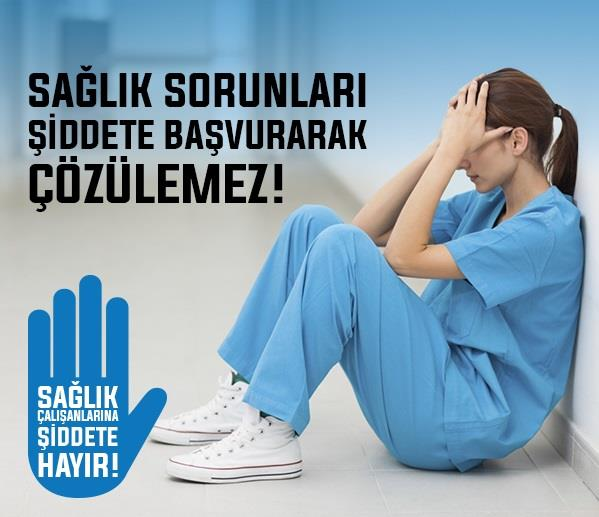 SAĞLIK SORUNLARI
ŞİDDETE BAŞVURARAK
ÇÖZÜLEMEZ!
SAĞLIK
ÇALIŞANLARINA
ŞİDDETE
HAYIR!